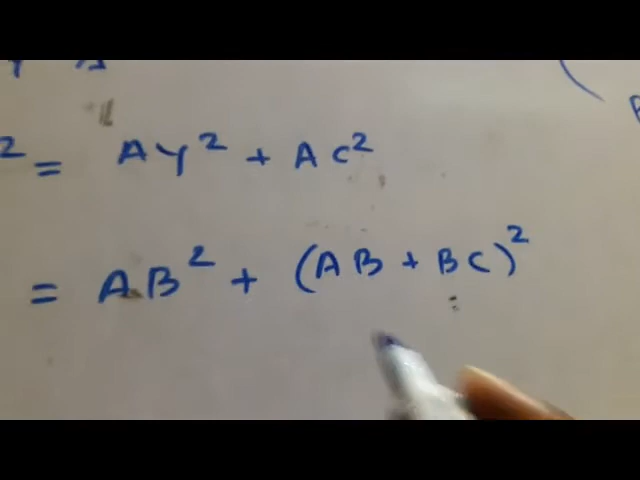 2 = AY² + AC²
= AB² + (AB + BC)²